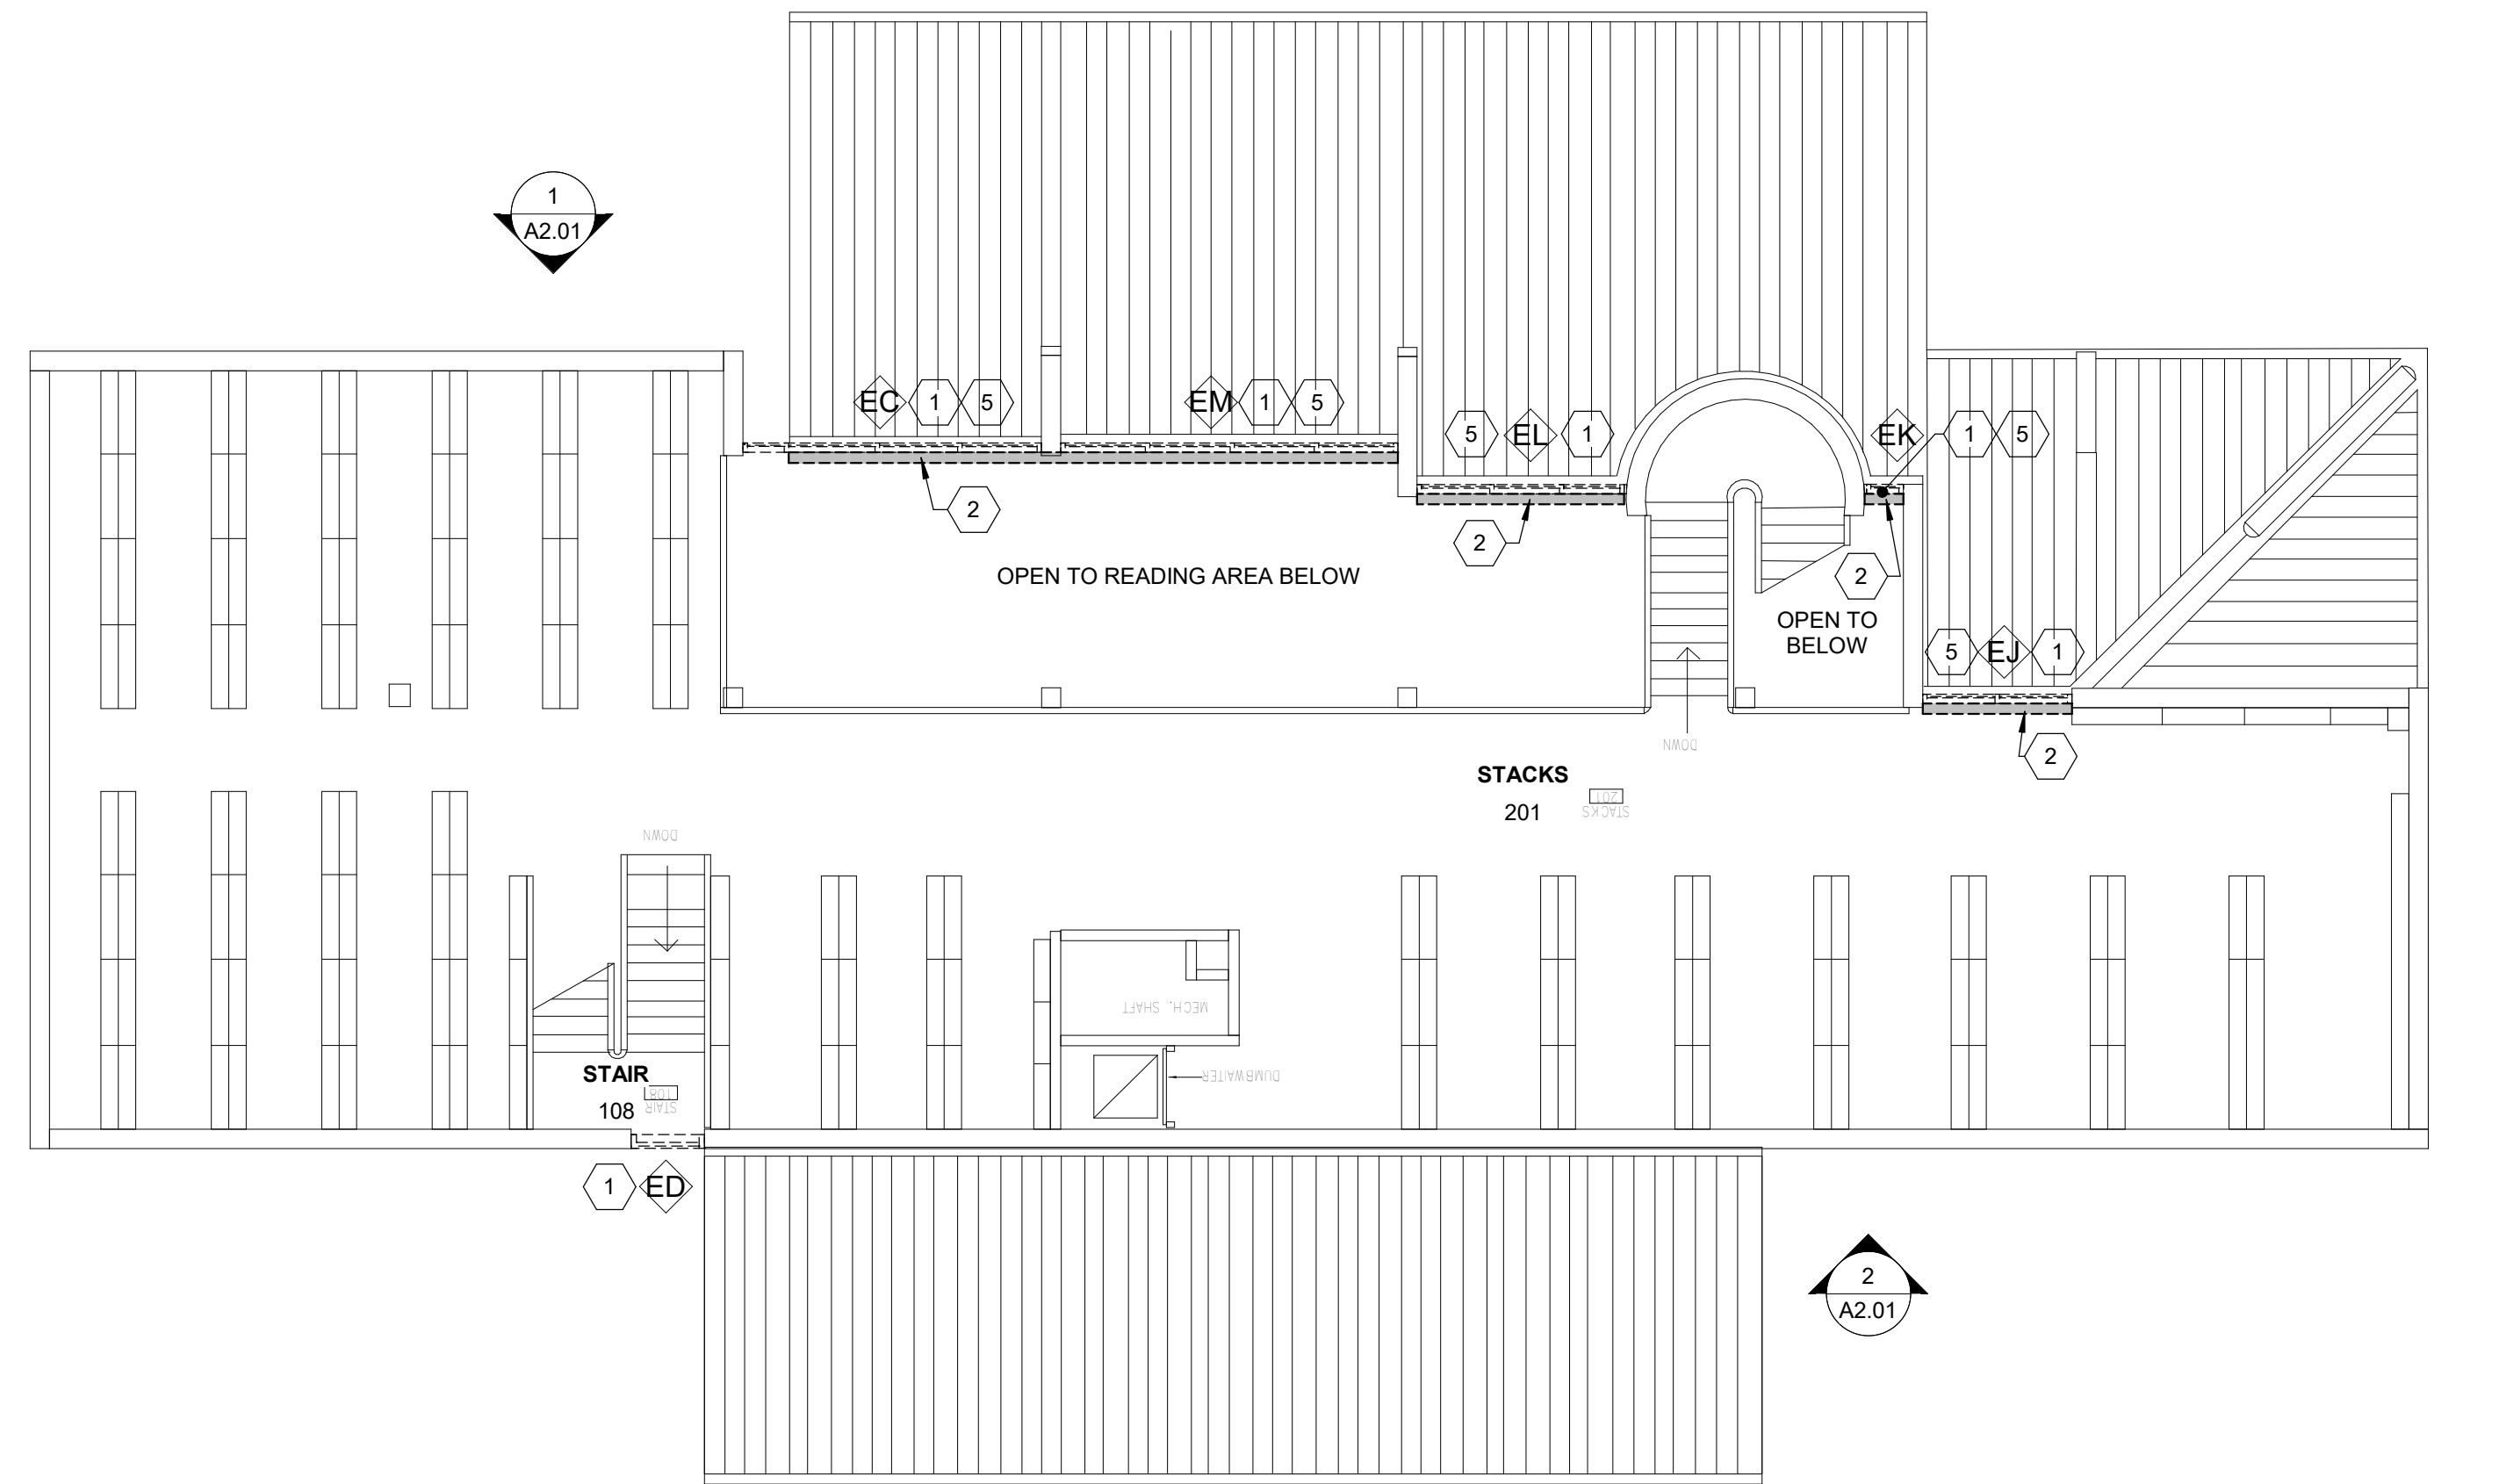 1
A2.01
EC 1 5
EM 1 5
5 EL 1
EK 1 5
2
2
2
OPEN TO READING AREA BELOW
OPEN TO
BELOW
5 EJ 1
2
DOWN
STACKS
201
201
STACKS
DOWN
MECH. SHAFT
DUMBWAITER
STAIR
108
108
STAIR
1 ED
2
A2.01